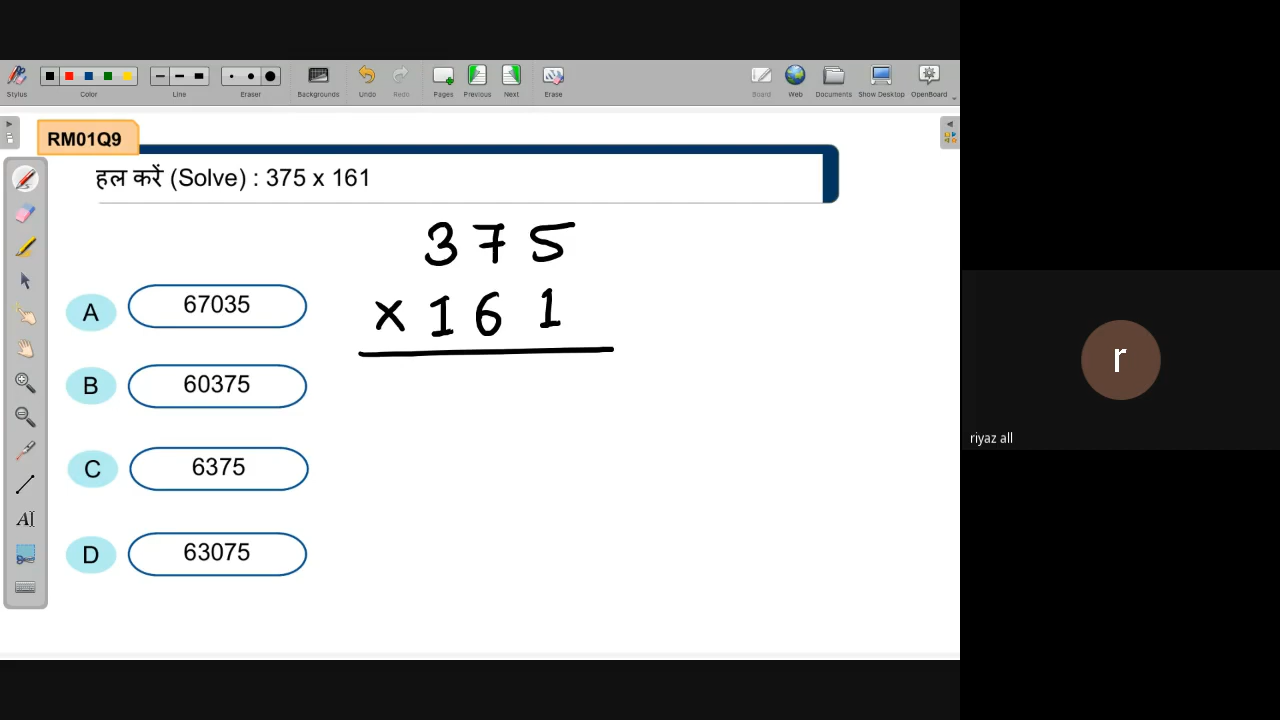 Stylus Color Line Eraser Backgrounds Undo Redo Pages Previous Next Erase Board Web Documents Show Desktop OpenBoard
RM01Q9
हल करें (Solve) : 375 x 161
375
× 161
A 67035
B 60375
C 6375
D 63075
AI
r
riyaz all